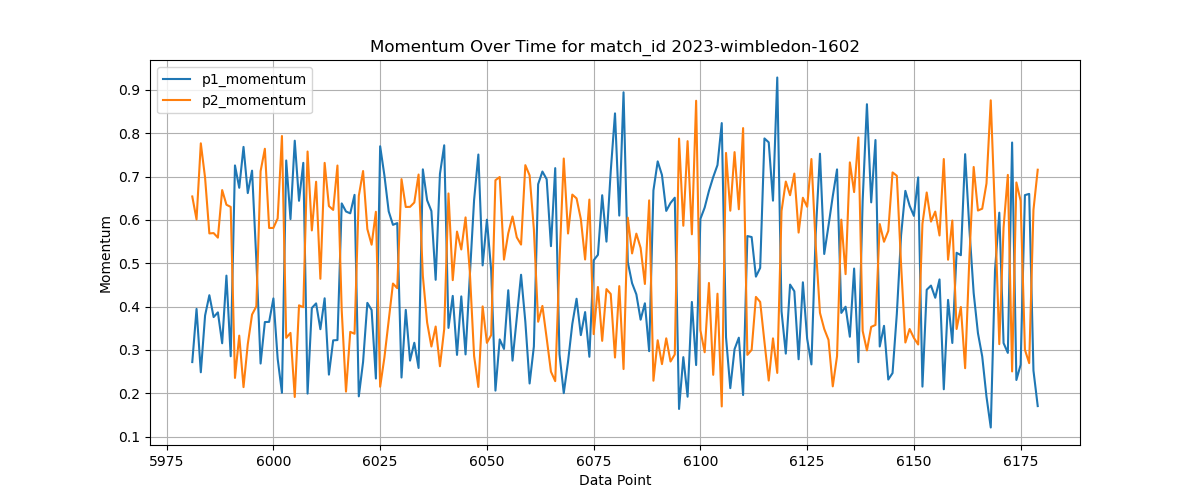 Momentum Over Time for match_id 2023-wimbledon-1602
p1_momentum
p2_momentum
0.9
0.8
0.7
0.6
0.5
0.4
0.3
0.2
0.1
Momentum
5975 6000 6025 6050 6075 6100 6125 6150 6175
Data Point